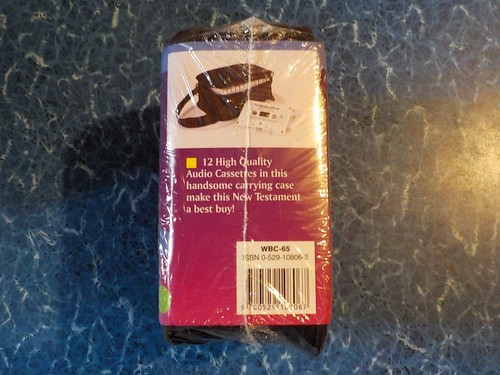 12 High Quality
Audio Cassettes in this
handsome carrying case
make this New Testament
a best buy!
WBC-65
ISBN 0-529-10806-2